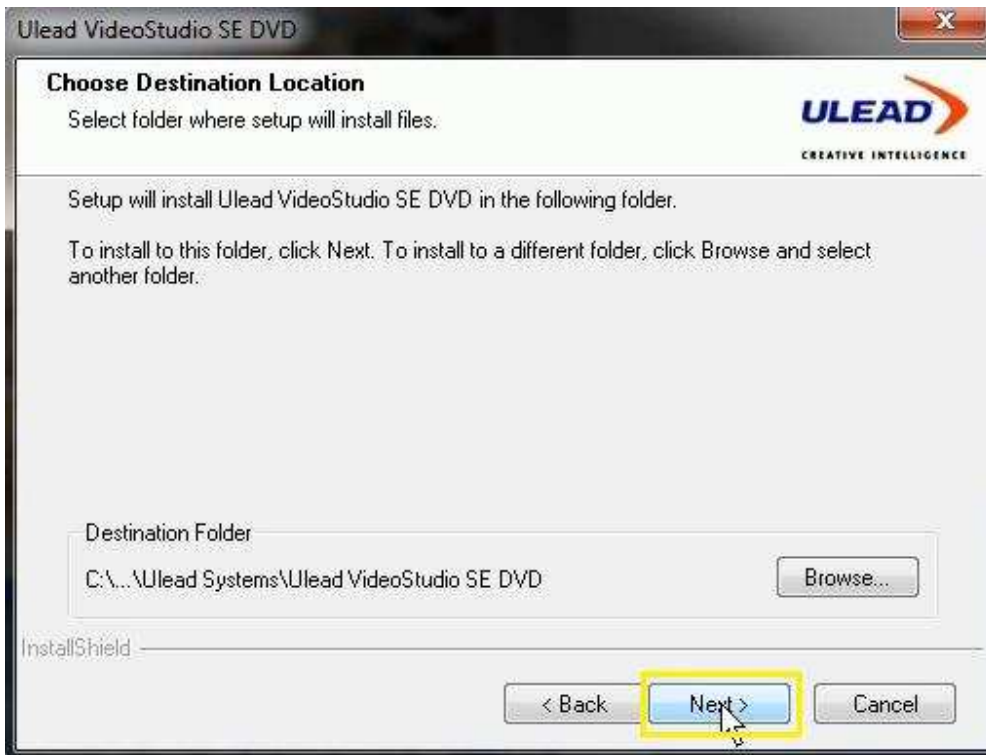 Ulead VideoStudio SE DVD
Choose Destination Location
Select folder where setup will install files.
ULEAD
CREATIVE INTELLIGENCE
Setup will install Ulead VideoStudio SE DVD in the following folder.
To install to this folder, click Next. To install to a different folder, click Browse and select
another folder.
Destination Folder
C:\...\Ulead Systems\Ulead VideoStudio SE DVD
Browse...
InstallShield
< Back
Next >
Cancel